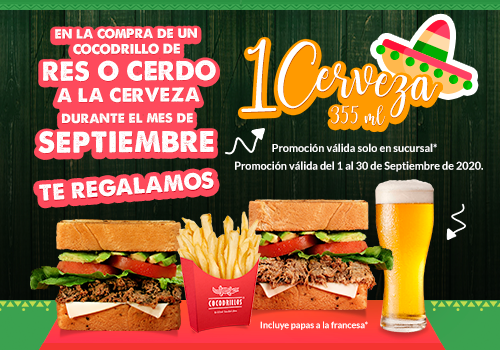 EN LA COMPRA DE UN
COCODRILLO DE
RES O CERDO
A LA CERVEZA
DURANTE EL MES DE
SEPTIEMBRE
TE REGALAMOS
1 Cerveza
355 ml
Promoción válida solo en sucursal*
Promoción válida del 1 al 30 de Septiembre de 2020.
COCODRILLOS
Incluye papas a la francesa*